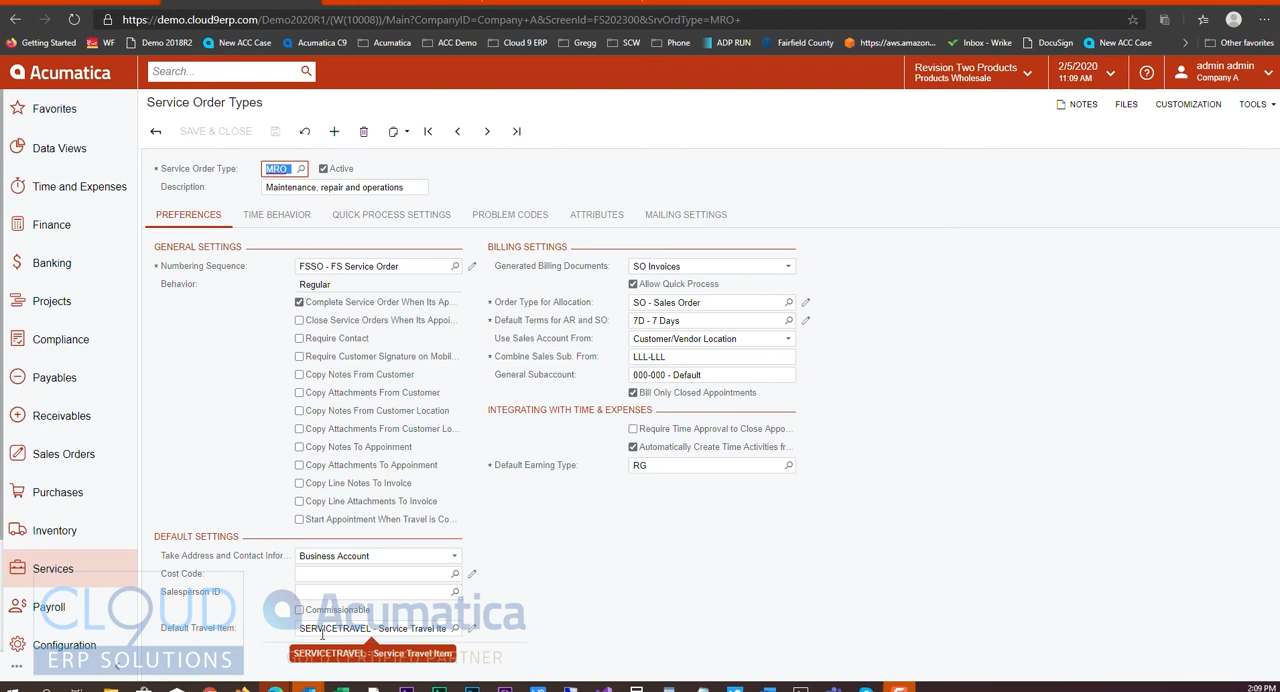 https://demo.cloud9erp.com/Demo2020R1/(W(10008))/Main?CompanyID=Company+A&ScreenId=FS202300&SrvOrdType=MRO+
Getting Started WF Demo 2018R2 New ACC Case Acumatica C9 Acumatica ACC Demo Cloud 9 ERP Gregg SCW Phone ADP RUN Fairfield County https://aws.amazon... Inbox - Wrike DocuSign New ACC Case Other favorites
Acumatica Search... Revision Two Products 2/5/2020 admin admin
Products Wholesale 11:09 AM Company A
Favorites
Service Order Types
NOTES FILES CUSTOMIZATION TOOLS
SAVE & CLOSE
Data Views
* Service Order Type: MRO Active
Time and Expenses
Description: Maintenance, repair and operations
Finance
PREFERENCES TIME BEHAVIOR QUICK PROCESS SETTINGS PROBLEM CODES ATTRIBUTES MAILING SETTINGS
Banking
Projects
Compliance
Payables
Receivables
Sales Orders
Purchases
Inventory
Services
Payroll
Configuration
GENERAL SETTINGS
* Numbering Sequence: FSSO - FS Service Order
Behavior: Regular
Complete Service Order When Its Ap...
Close Service Orders When Its Appoi...
Require Contact
Require Customer Signature on Mobil...
Copy Notes From Customer
Copy Attachments From Customer
Copy Notes From Customer Location
Copy Attachments From Customer Lo...
Copy Notes To Appoinment
Copy Attachments To Appoinment
Copy Line Notes To Invoice
Copy Line Attachments To Invoice
Start Appointment When Travel is Co...
DEFAULT SETTINGS
Take Address and Contact Infor... Business Account
Cost Code:
Salesperson ID:
Commissionable
Default Travel Item: SERVICETRAVEL - Service Travel Ite
SERVICETRAVEL - Service Travel Item
BILLING SETTINGS
Generated Billing Documents: SO Invoices
Allow Quick Process
* Order Type for Allocation: SO - Sales Order
* Default Terms for AR and SO: 7D - 7 Days
Use Sales Account From: Customer/Vendor Location
* Combine Sales Sub. From: LLL-LLL
General Subaccount: 000-000 - Default
Bill Only Closed Appointments
INTEGRATING WITH TIME & EXPENSES
Require Time Approval to Close Appo...
Automatically Create Time Activities fr...
* Default Earning Type: RG
CLOUD9
ERP SOLUTIONS
Acumatica
GOLD CERTIFIED PARTNER
2:09 PM